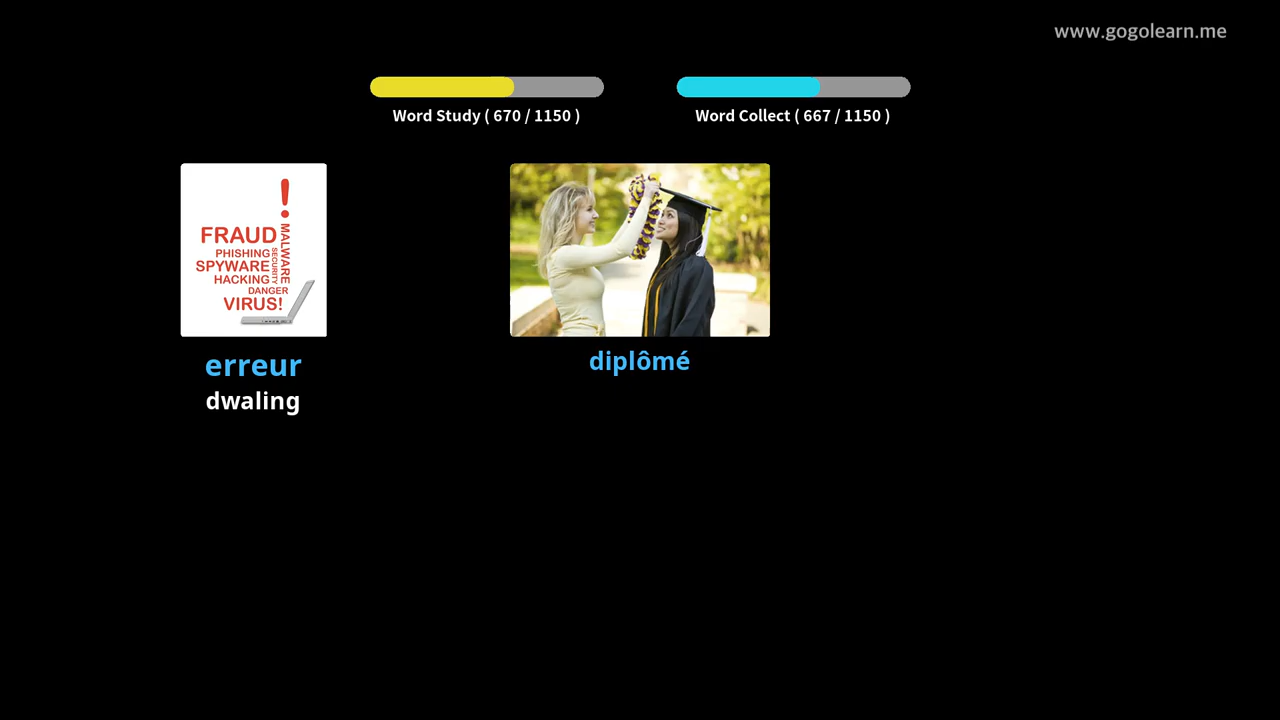 www.gogolearn.me
Word Study ( 670 / 1150 )
Word Collect ( 667 / 1150 )
!
FRAUD
PHISHING
SPYWARE
HACKING
DANGER
VIRUS!
SECURITY
MALWARE
erreur
dwaling
diplômé